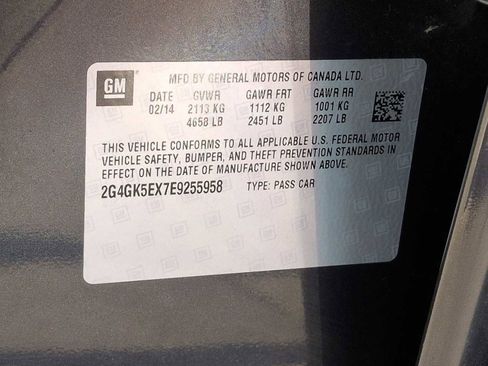 GM
MFD BY GENERAL MOTORS OF CANADA LTD.
DATE GVWR GAWR FRT GAWR RR
02/14 2113 KG 1112 KG 1001 KG
4658 LB 2451 LB 2207 LB
THIS VEHICLE CONFORMS TO ALL APPLICABLE U.S. FEDERAL MOTOR
VEHICLE SAFETY, BUMPER, AND THEFT PREVENTION STANDARDS IN
EFFECT ON THE DATE OF MANUFACTURE SHOWN ABOVE.
2G4GK5EX7E9255958 TYPE: PASS CAR